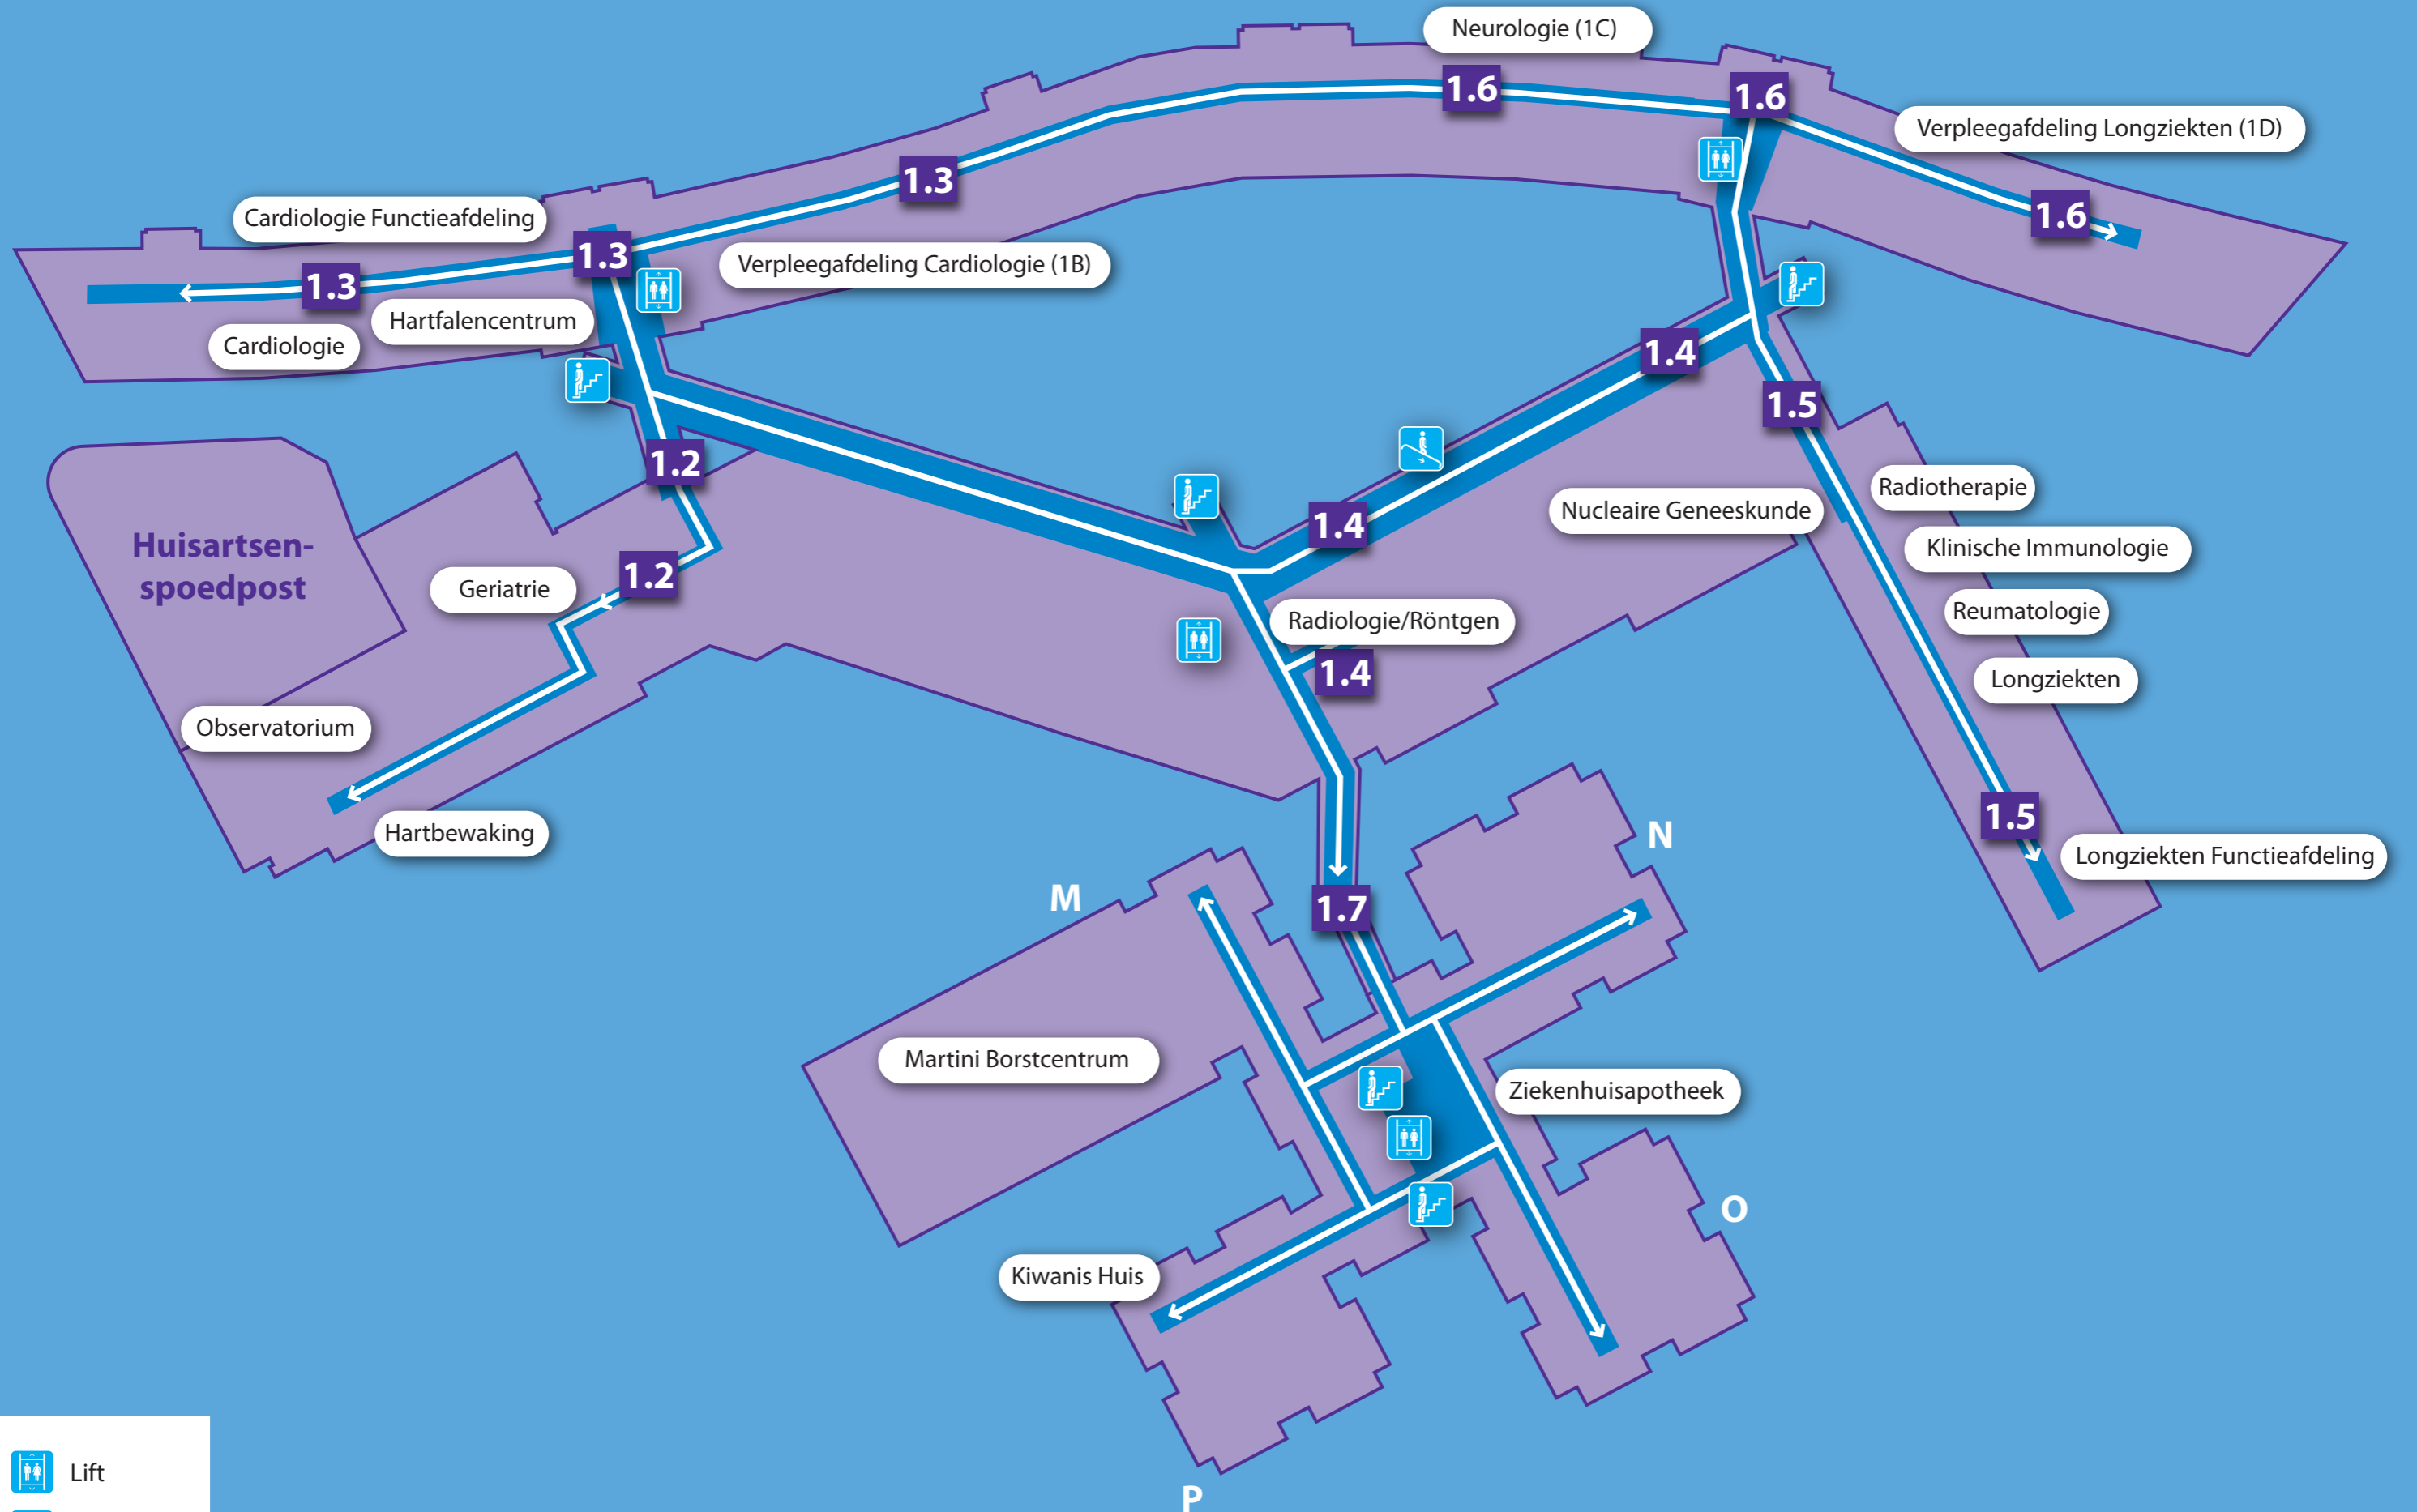 Neurologie (1C)
1.6
1.6
Verpleegafdeling Longziekten (1D)
1.3
1.6
Cardiologie Functieafdeling
1.3
Verpleegafdeling Cardiologie (1B)
1.3
Hartfalencentrum
Cardiologie
1.4
1.5
1.2
Radiotherapie
Nucleaire Geneeskunde
1.4
Klinische Immunologie
Huisartsen-
spoedpost
1.2
Geriatrie
Reumatologie
Radiologie/Röntgen
1.4
Longziekten
Observatorium
1.5
Hartbewaking
N
Longziekten Functieafdeling
M
1.7
Martini Borstcentrum
Ziekenhuisapotheek
O
Kiwanis Huis
Lift
P